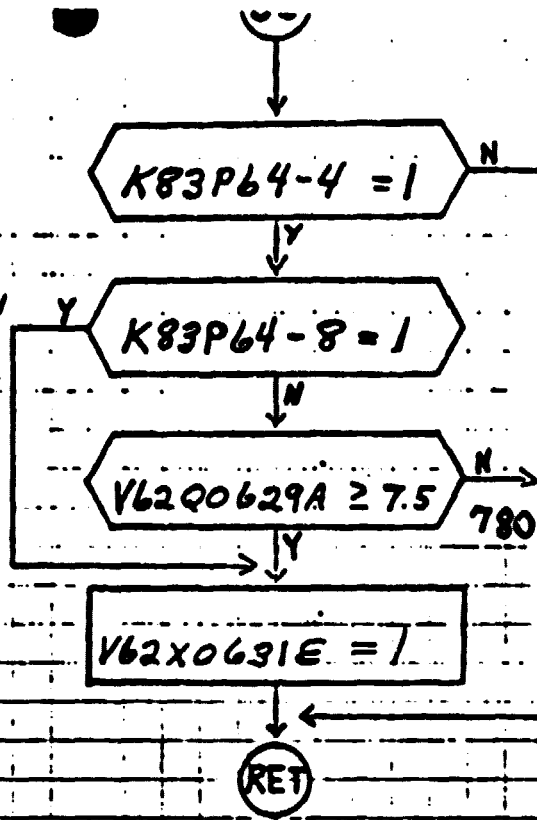 K83P64-4 = 1
N
Y
K83P64-8 = 1
Y
N
V62Q0629A ≥ 7.5
N
780
Y
V62X0631E = 1
RET